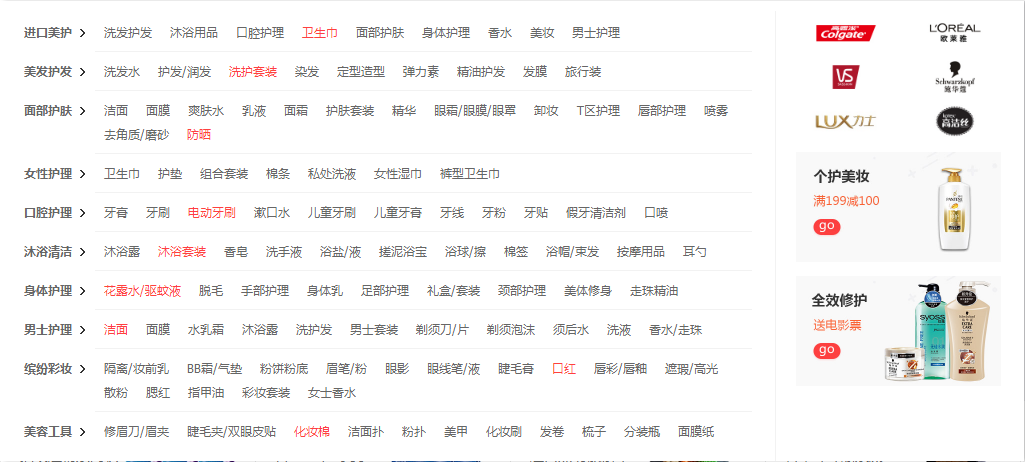 进口美护 > 洗发护发 沐浴用品 口腔护理 卫生巾 面部护肤 身体护理 香水 美妆 男士护理
美发护发 > 洗发水 护发/润发 洗护套装 染发 定型造型 弹力素 精油护发 发膜 旅行装
面部护肤 > 洁面 面膜 爽肤水 乳液 面霜 护肤套装 精华 眼霜/眼膜/眼罩 卸妆 T区护理 唇部护理 喷雾
去角质/磨砂 防晒
女性护理 > 卫生巾 护垫 组合套装 棉条 私处洗液 女性湿巾 裤型卫生巾
口腔护理 > 牙膏 牙刷 电动牙刷 漱口水 儿童牙刷 儿童牙膏 牙线 牙粉 牙贴 假牙清洁剂 口喷
沐浴清洁 > 沐浴露 沐浴套装 香皂 洗手液 浴盐/液 搓泥浴宝 浴球/擦 棉签 浴帽/束发 按摩用品 耳勺
身体护理 > 花露水/驱蚊液 脱毛 手部护理 身体乳 足部护理 礼盒/套装 颈部护理 美体修身 走珠精油
男士护理 > 洁面 面膜 水乳霜 沐浴露 洗护发 男士套装 剃须刀/片 剃须泡沫 须后水 洗液 香水/走珠
缤纷彩妆 > 隔离/妆前乳 BB霜/气垫 粉饼粉底 眉笔/粉 眼影 眼线笔/液 睫毛膏 口红 唇彩/唇釉 遮瑕/高光
散粉 腮红 指甲油 彩妆套装 女士香水
美容工具 > 修眉刀/眉夹 睫毛夹/双眼皮贴 化妆棉 洁面扑 粉扑 美甲 化妆刷 发卷 梳子 分装瓶 面膜纸
高露洁
Colgate
L'ORÉAL
欧莱雅
VS
Schwarzkopf
施华蔻
LUX力士
kotex
高洁丝
个护美妆
满199减100
go
PANTENE
全效修护
送电影票
go
syoss